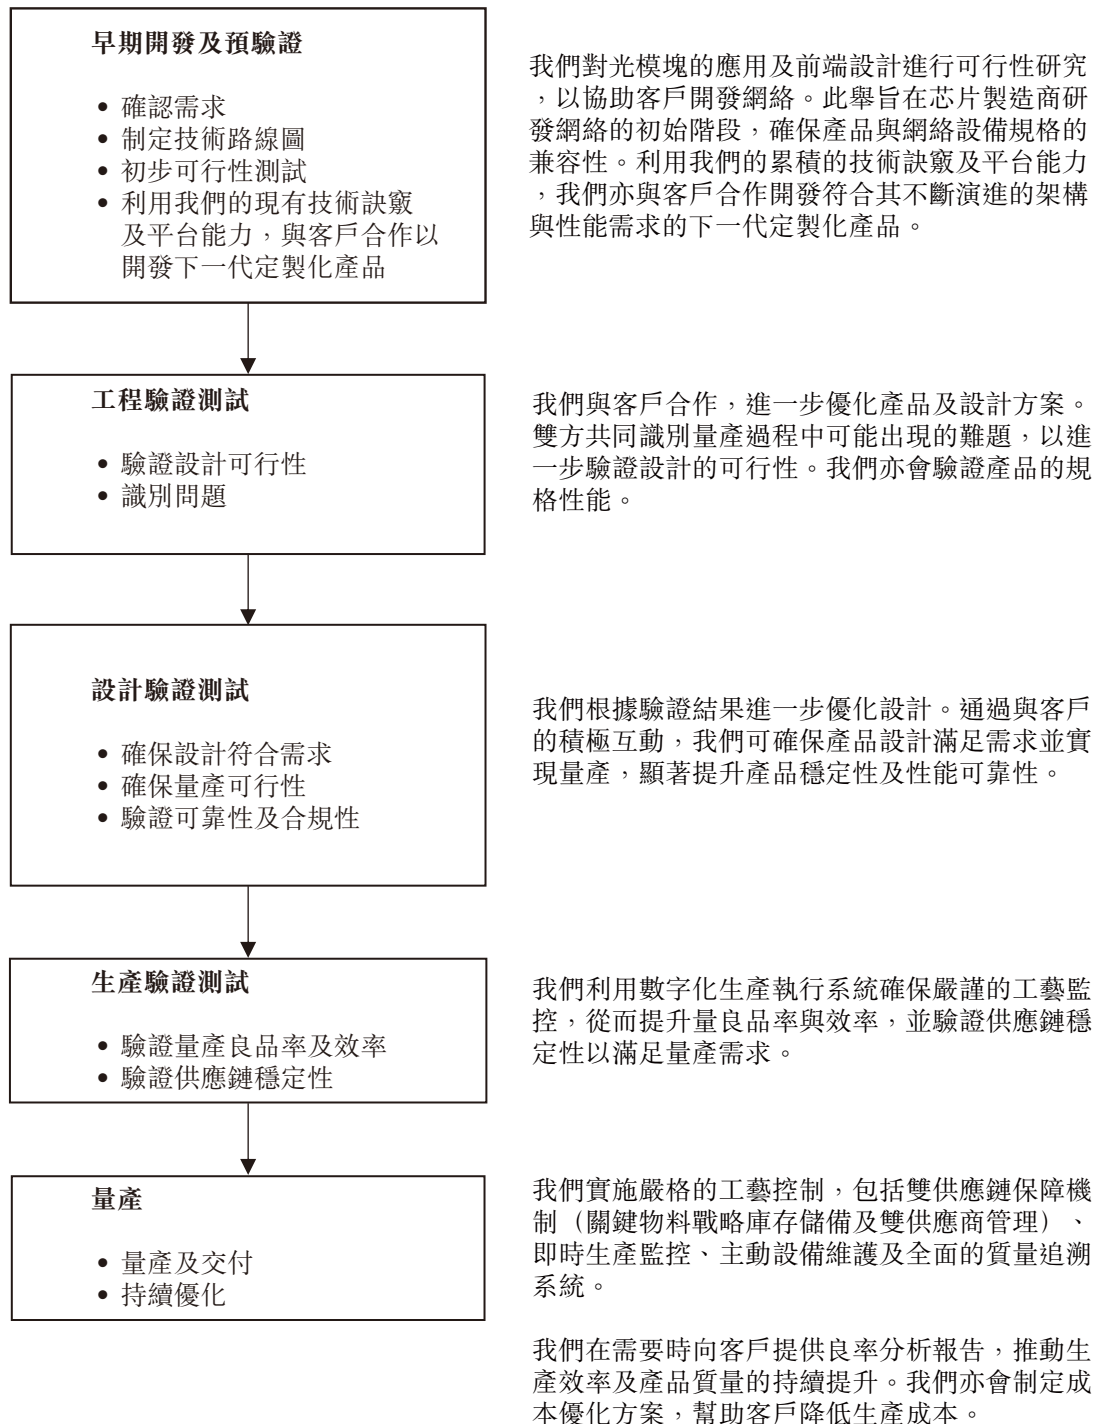 早期開發及預驗證
• 確認需求
• 制定技術路線圖
• 初步可行性測試
• 利用我們的現有技術訣竅
及平台能力，與客戶合作以
開發下一代定製化產品
我們對光模塊的應用及前端設計進行可行性研究
，以協助客戶開發網絡。此舉旨在芯片製造商研
發網絡的初始階段，確保產品與網絡設備規格的
兼容性。利用我們的累積的技術訣竅及平台能力
，我們亦與客戶合作開發符合其不斷演進的架構
與性能需求的下一代定製化產品。
工程驗證測試
• 驗證設計可行性
• 識別問題
我們與客戶合作，進一步優化產品及設計方案。
雙方共同識別量產過程中可能出現的難題，以進
一步驗證設計的可行性。我們亦會驗證產品的規
格性能。
設計驗證測試
• 確保設計符合需求
• 確保量產可行性
• 驗證可靠性及合規性
我們根據驗證結果進一步優化設計。通過與客戶
的積極互動，我們可確保產品設計滿足需求並實
現量產，顯著提升產品穩定性及性能可靠性。
生產驗證測試
• 驗證量產良品率及效率
• 驗證供應鏈穩定性
我們利用數字化生產執行系統確保嚴謹的工藝監
控，從而提升量良品率與效率，並驗證供應鏈穩
定性以滿足量產需求。
量產
• 量產及交付
• 持續優化
我們實施嚴格的工藝控制，包括雙供應鏈保障機
制（關鍵物料戰略庫存儲備及雙供應商管理）、
即時生產監控、主動設備維護及全面的質量追溯
系統。
我們在需要時向客戶提供良率分析報告，推動生
產效率及產品質量的持續提升。我們亦會制定成
本優化方案，幫助客戶降低生產成本。